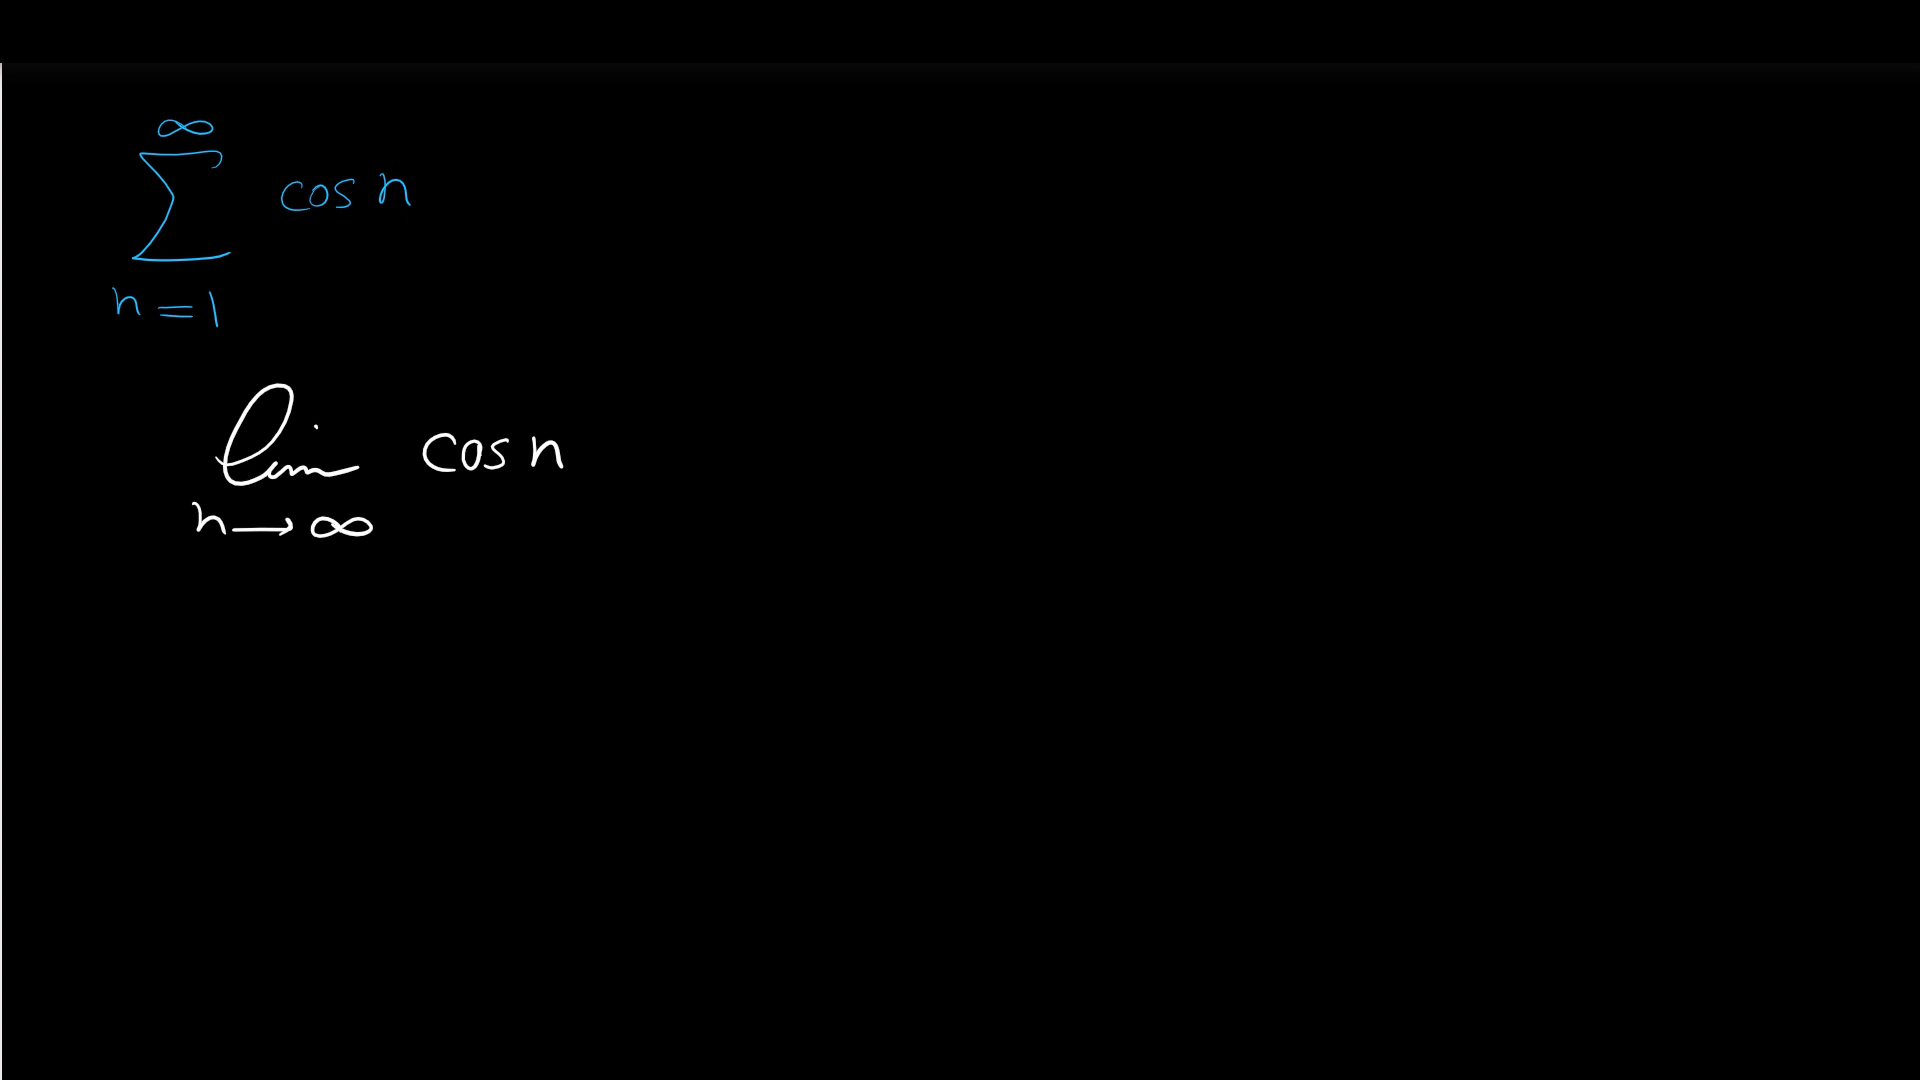 ∞
∑ cos n
n = 1
lim cos n
n → ∞